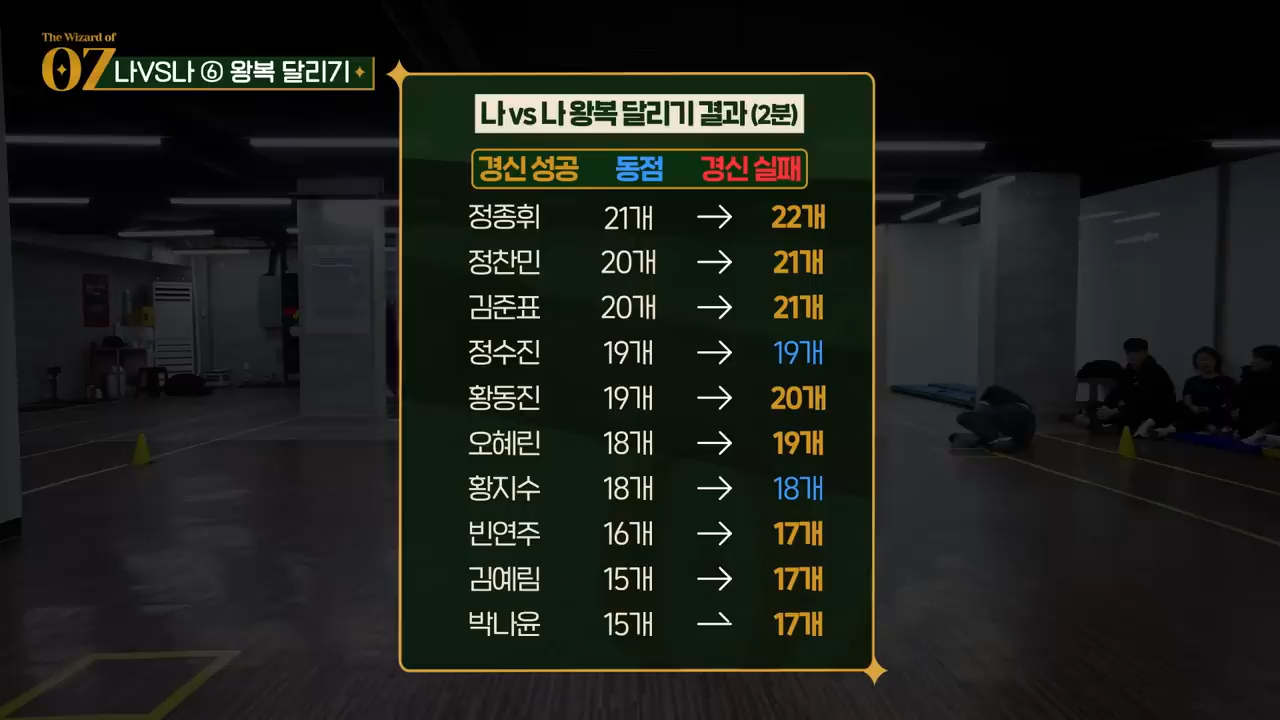 The Wizard of
OZ 나VS나 ⑥ 왕복 달리기
나 vs 나 왕복 달리기 결과 (2분)
경신 성공 동점 경신 실패
정종휘 21개 → 22개
정찬민 20개 → 21개
김준표 20개 → 21개
정수진 19개 → 19개
황동진 19개 → 20개
오혜린 18개 → 19개
황지수 18개 → 18개
빈연주 16개 → 17개
김예림 15개 → 17개
박나윤 15개 → 17개